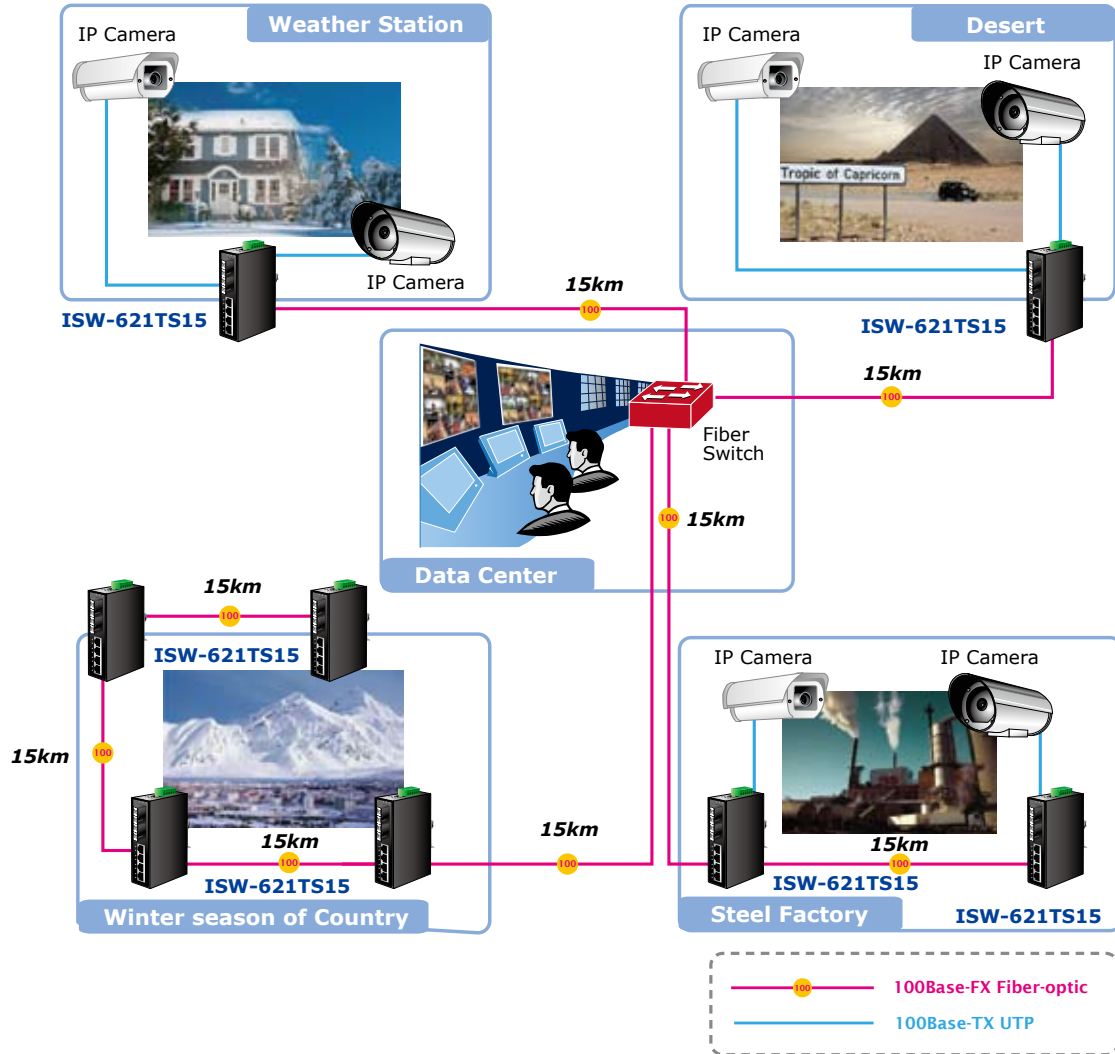 Weather Station
IP Camera
IP Camera
ISW-621TS15
Desert
IP Camera
IP Camera
Tropic of Capricorn
ISW-621TS15
15km
100
15km
100
Fiber
Switch
100
15km
Data Center
15km
100
ISW-621TS15
15km
100
15km
100
ISW-621TS15
Winter season of Country
15km
100
IP Camera
IP Camera
15km
100
ISW-621TS15
Steel Factory
ISW-621TS15
100
100Base-FX Fiber-optic
100Base-TX UTP